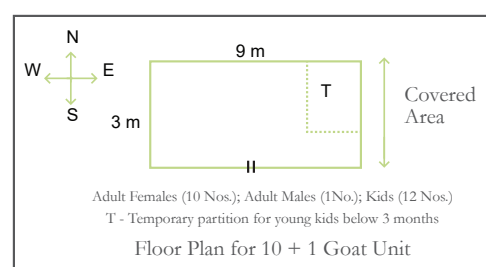 N
W E
S
9 m
3 m
T
Covered
Area
Adult Females (10 Nos.); Adult Males (1No.); Kids (12 Nos.)
T - Temporary partition for young kids below 3 months
Floor Plan for 10 + 1 Goat Unit